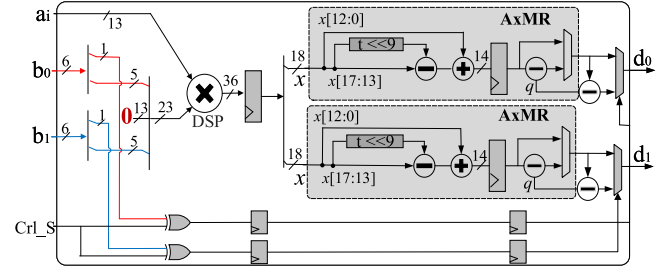 ai 13
b0 6 1 5
0 13 23
DSP
36
b1 6 1 5
Crl_S
18 x
x[12:0] AxMR
t <<9
x[17:13]
14
q
d0
18 x
x[12:0] AxMR
t <<9
x[17:13]
14
q
d1